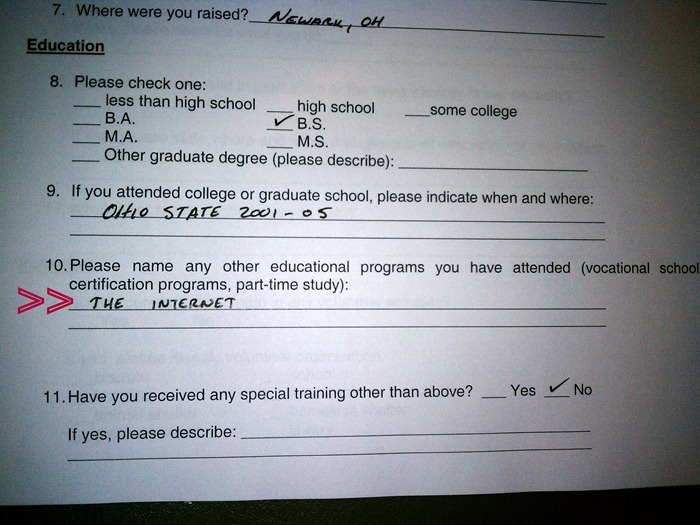 7. Where were you raised? NEWARK, OH
Education
8. Please check one:
___ less than high school ___ high school ___ some college
___ B.A. ✓ B.S.
___ M.A. ___ M.S.
___ Other graduate degree (please describe): ___
9. If you attended college or graduate school, please indicate when and where:
OHIO STATE 2001 - 05
10. Please name any other educational programs you have attended (vocational school
certification programs, part-time study):
>> THE INTERNET
11. Have you received any special training other than above? ___ Yes ✓ No
If yes, please describe: ___